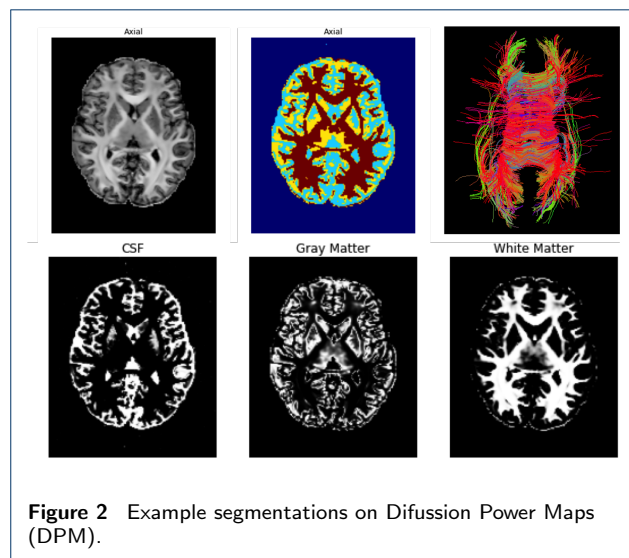 Axial
Axial
CSF
Gray Matter
White Matter
Figure 2 Example segmentations on Difussion Power Maps
(DPM).